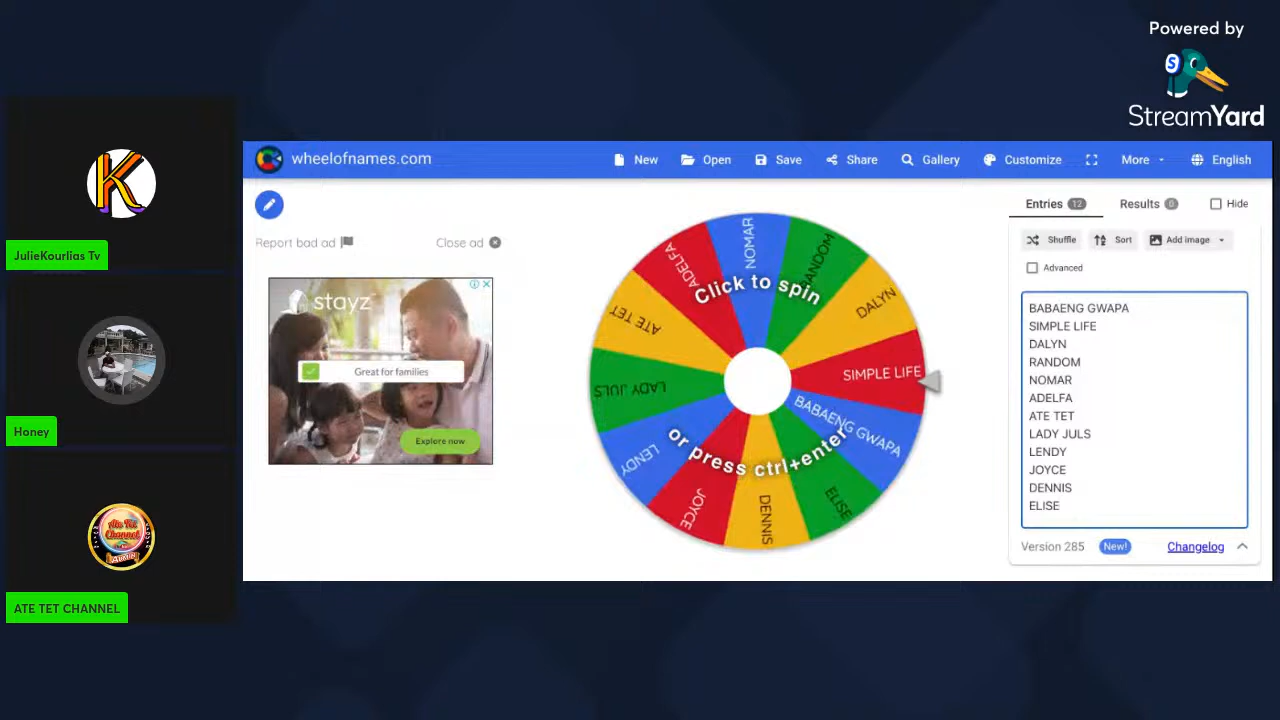 Powered by
StreamYard
JulieKourlias Tv
Honey
Ate Tet
Channel
ATE TET CHANNEL
wheelofnames.com
New
Open
Save
Share
Gallery
Customize
More
English
Report bad ad
Close ad
stayz
Great for families
Explore now
Click to spin
or press ctrl+enter
NOMAR
RANDOM
DALYN
SIMPLE LIFE
BABAENG GWAPA
ELISE
DENNIS
JOYCE
LENDY
LADY JULS
ATE TET
ADELFA
Entries 12
Results 0
Hide
Shuffle
Sort
Add image
Advanced
BABAENG GWAPA
SIMPLE LIFE
DALYN
RANDOM
NOMAR
ADELFA
ATE TET
LADY JULS
LENDY
JOYCE
DENNIS
ELISE
Version 285
New!
Changelog